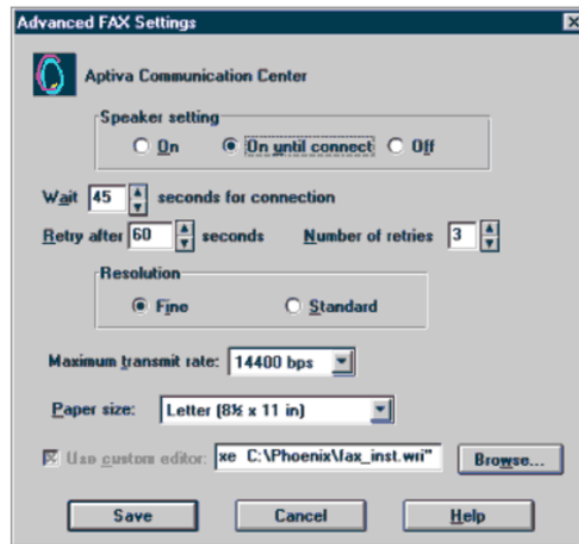 Advanced FAX Settings
Aptiva Communication Center
Speaker setting
On On until connect Off
Wait 45 seconds for connection
Retry after 60 seconds Number of retries 3
Resolution
Fine Standard
Maximum transmit rate: 14400 bps
Paper size: Letter (8½ x 11 in)
Use custom editor: xe C:\Phoenix\fax_inst.wri" Browse...
Save Cancel Help